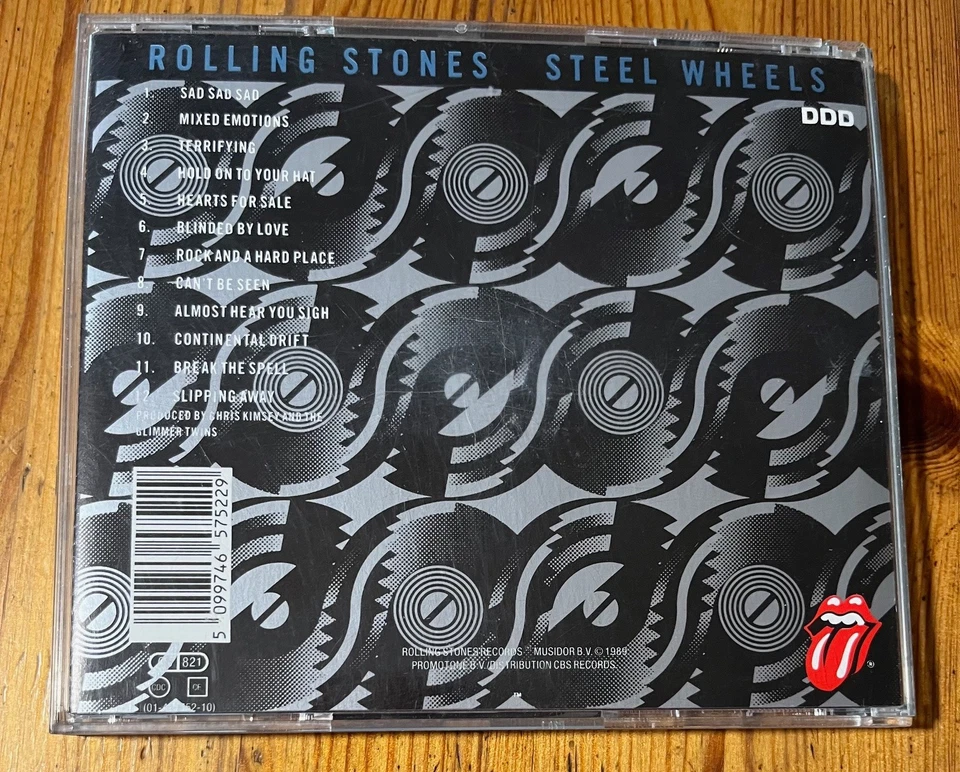 ROLLING STONES STEEL WHEELS
DDD
1. SAD SAD SAD
2 MIXED EMOTIONS
3. TERRIFYING
4. HOLD ON TO YOUR HAT
5. HEARTS FOR SALE
6. BLINDED BY LOVE
7 ROCK AND A HARD PLACE
8. CAN'T BE SEEN
9. ALMOST HEAR YOU SIGH
10. CONTINENTAL DRIFT
11. BREAK THE SPELL
12. SLIPPING AWAY
PRODUCED BY CHRIS KIMSEY AND THE
GLIMMER TWINS
5 099746 575229
821
CDC CF
ROLLING STONES RECORDS MUSIDOR B.V. © 1989
PROMOTONE B.V./DISTRIBUTION CBS RECORDS.
®
™